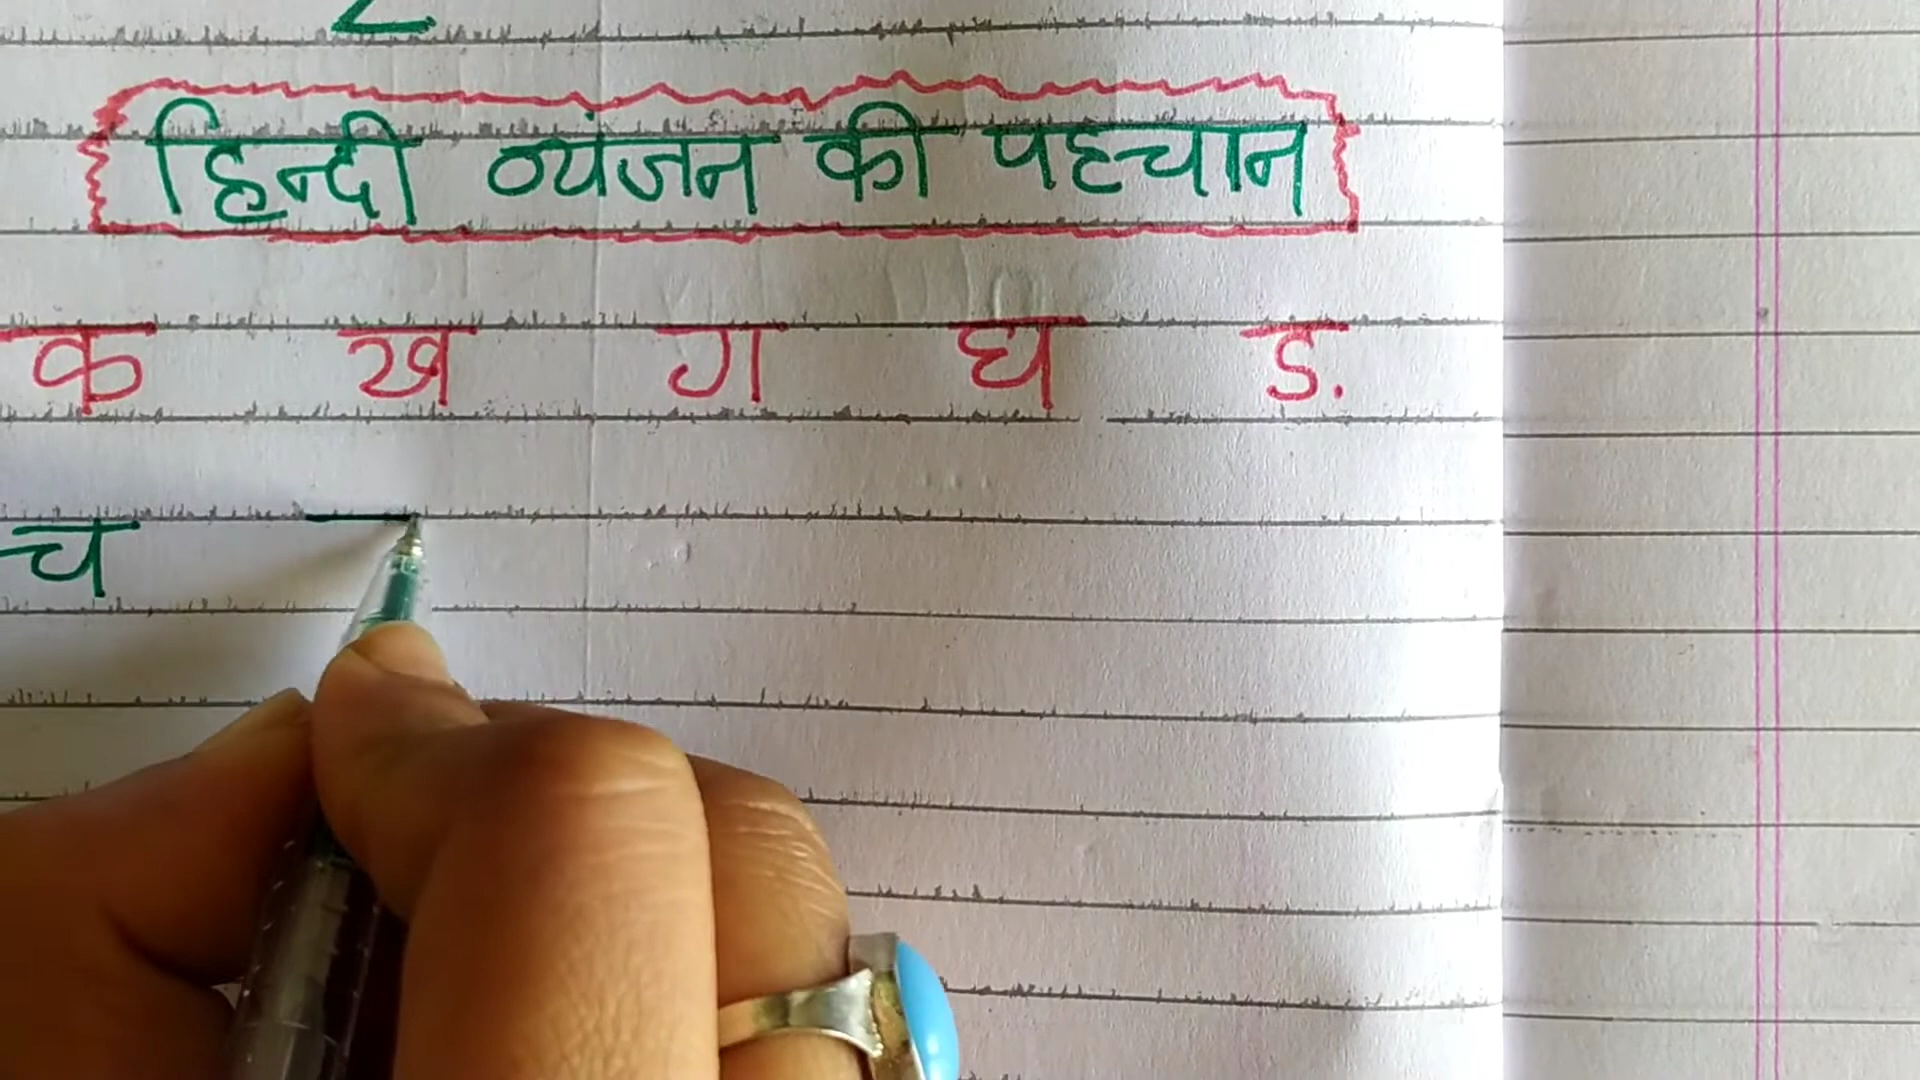 हिन्दी व्यंजन की पहचान
क ख ग घ ङ
च